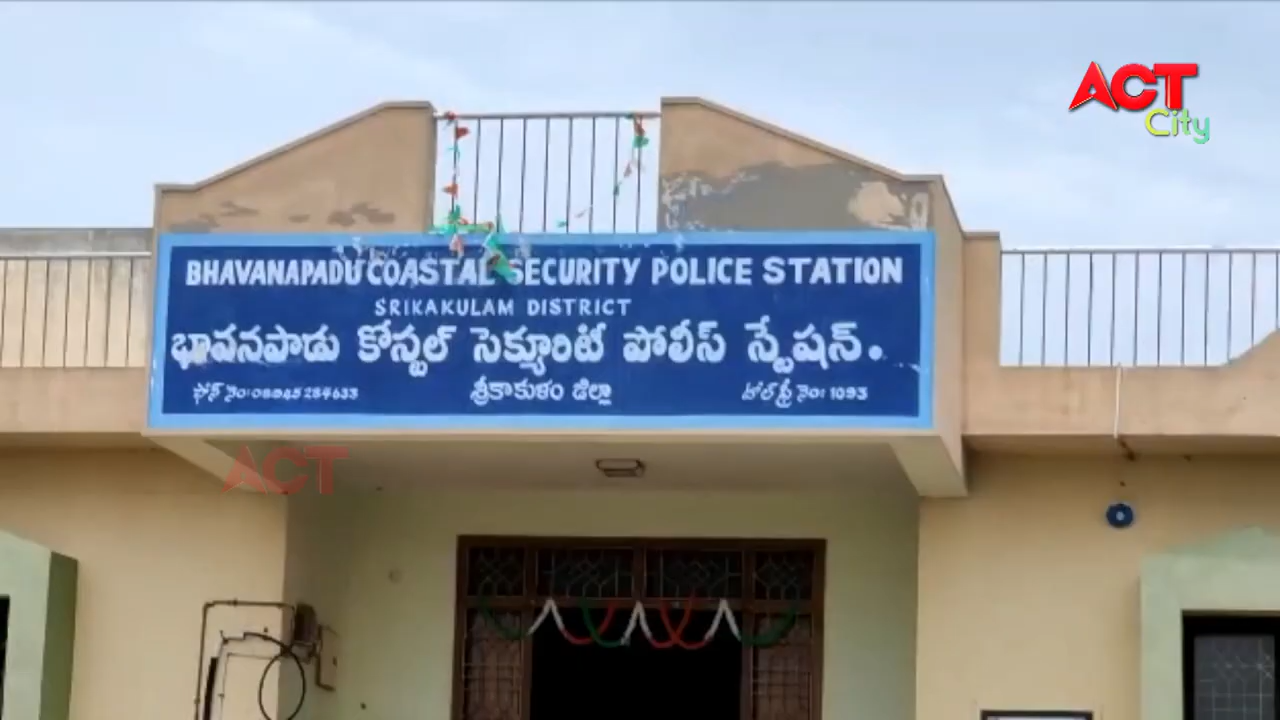 ACT
City
BHAVANAPADU COASTAL SECURITY POLICE STATION
SRIKAKULAM DISTRICT
భావనపాడు కోస్టల్ సెక్యూరిటీ పోలీస్ స్టేషన్.
ఫోన్ నెం: 08945 284633 శ్రీకాకుళం జిల్లా టోల్ ఫ్రీ నెం: 1093
ACT